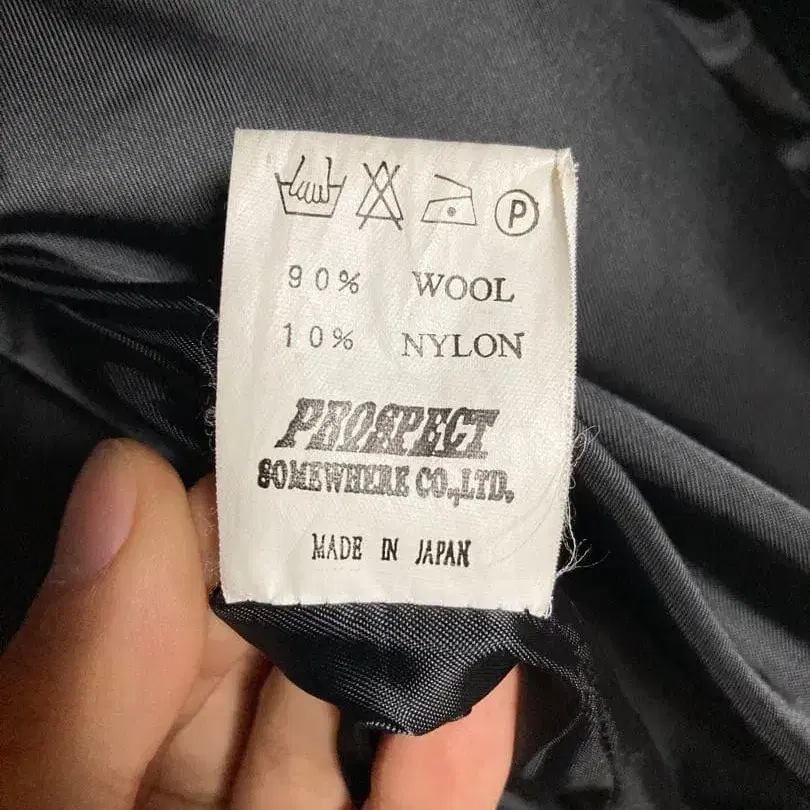 P
90% WOOL
10% NYLON
PROSPECT
SOMEWHERE CO.,LTD.
MADE IN JAPAN